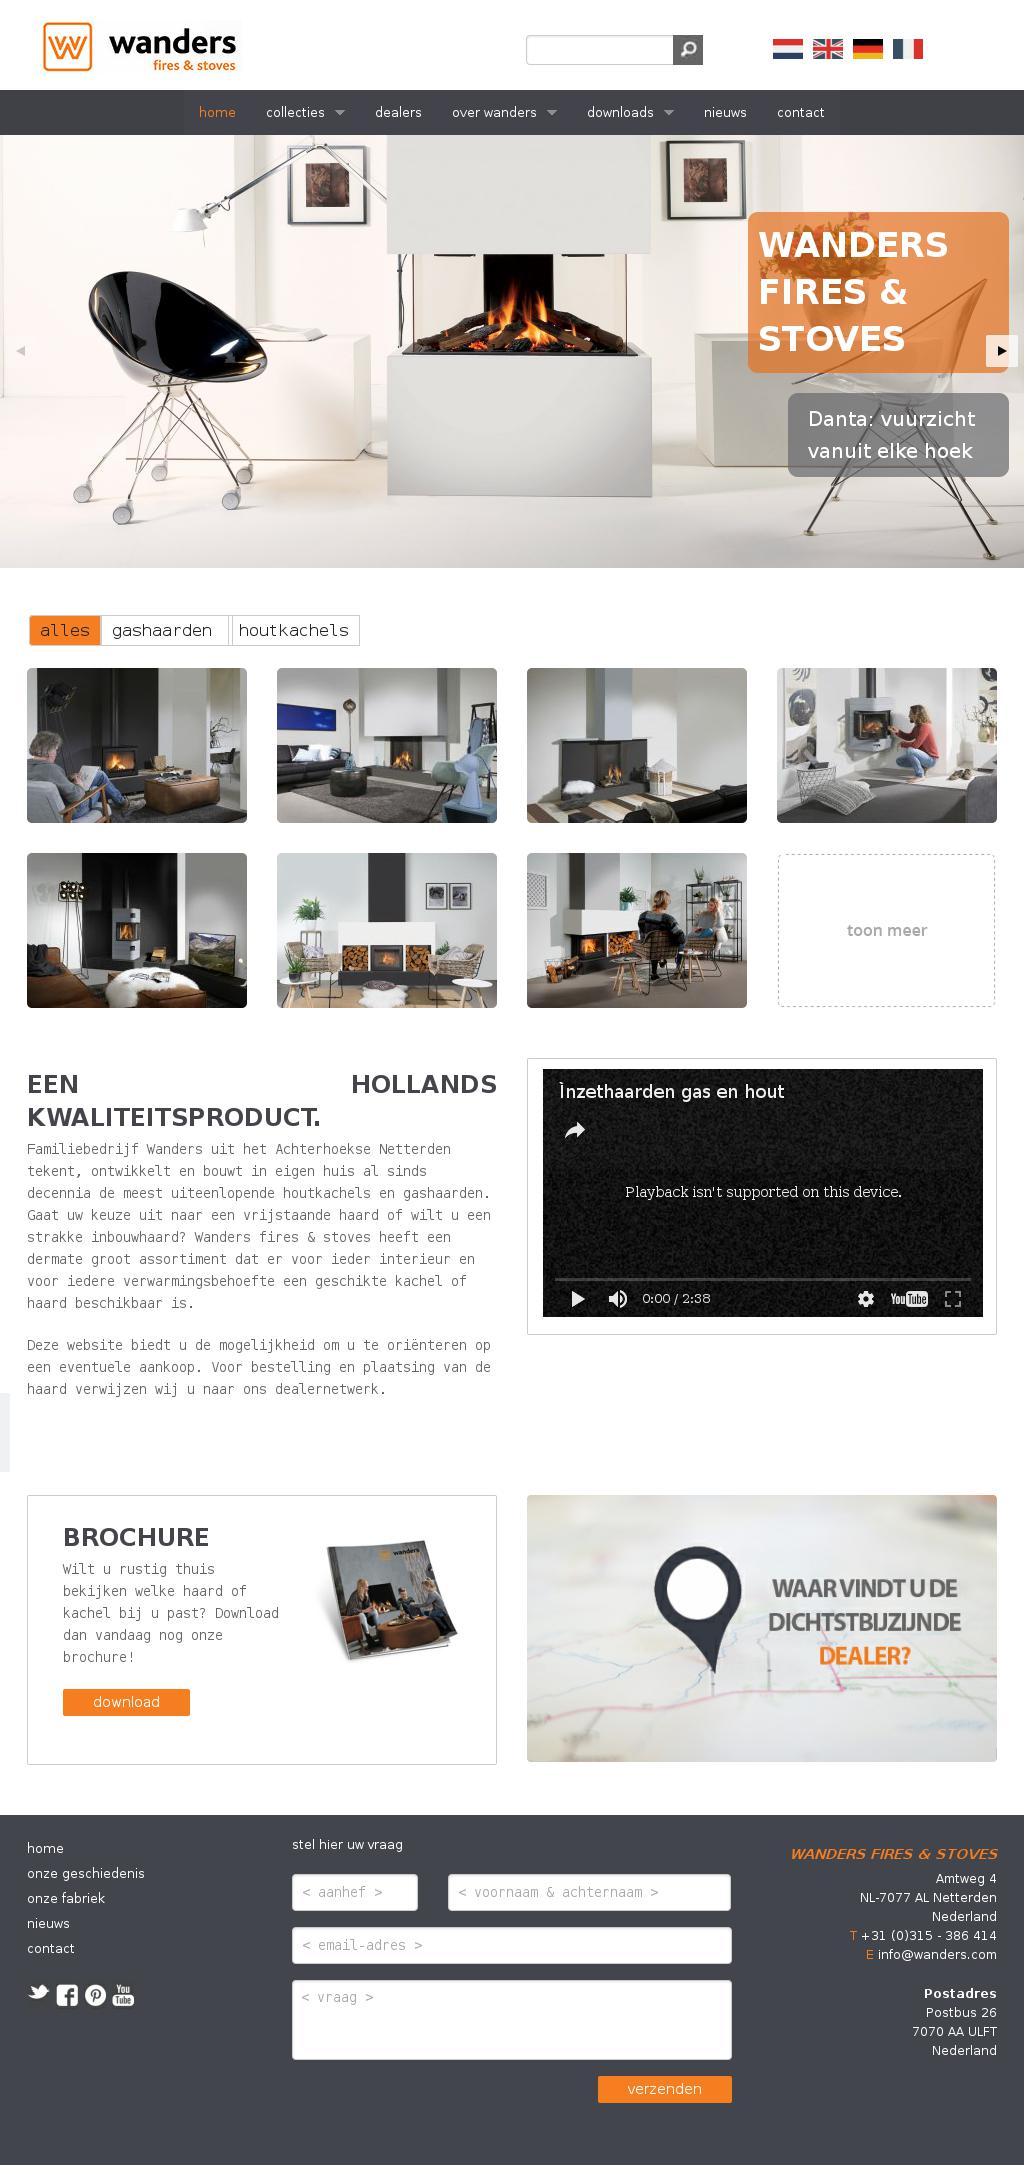 wanders
fires & stoves
home collecties dealers over wanders downloads nieuws contact
WANDERS
FIRES &
STOVES
Danta: vuurzicht
vanuit elke hoek
alles gashaarden houtkachels
toon meer
EEN HOLLANDS
KWALITEITSPRODUCT.
Familiebedrijf Wanders uit het Achterhoekse Netterden
tekent, ontwikkelt en bouwt in eigen huis al sinds
decennia de meest uiteenlopende houtkachels en gashaarden.
Gaat uw keuze uit naar een vrijstaande haard of wilt u een
strakke inbouwhaard? Wanders fires & stoves heeft een
dermate groot assortiment dat er voor ieder interieur en
voor iedere verwarmingsbehoefte een geschikte kachel of
haard beschikbaar is.
Deze website biedt u de mogelijkheid om u te oriënteren op
een eventuele aankoop. Voor bestelling en plaatsing van de
haard verwijzen wij u naar ons dealernetwerk.
Inzethaarden gas en hout
Playback isn't supported on this device.
0:00 / 2:38
YouTube
BROCHURE
Wilt u rustig thuis
bekijken welke haard of
kachel bij u past? Download
dan vandaag nog onze
brochure!
download
wanders
WAAR VINDT U DE
DICHTSTBIJZIJNDE
DEALER?
home
onze geschiedenis
onze fabriek
nieuws
contact
You
Tube
stel hier uw vraag
< aanhef > < voornaam & achternaam >
< email-adres >
< vraag >
verzenden
WANDERS FIRES & STOVES
Amtweg 4
NL-7077 AL Netterden
Nederland
T +31 (0)315 - 386 414
E info@wanders.com
Postadres
Postbus 26
7070 AA ULFT
Nederland